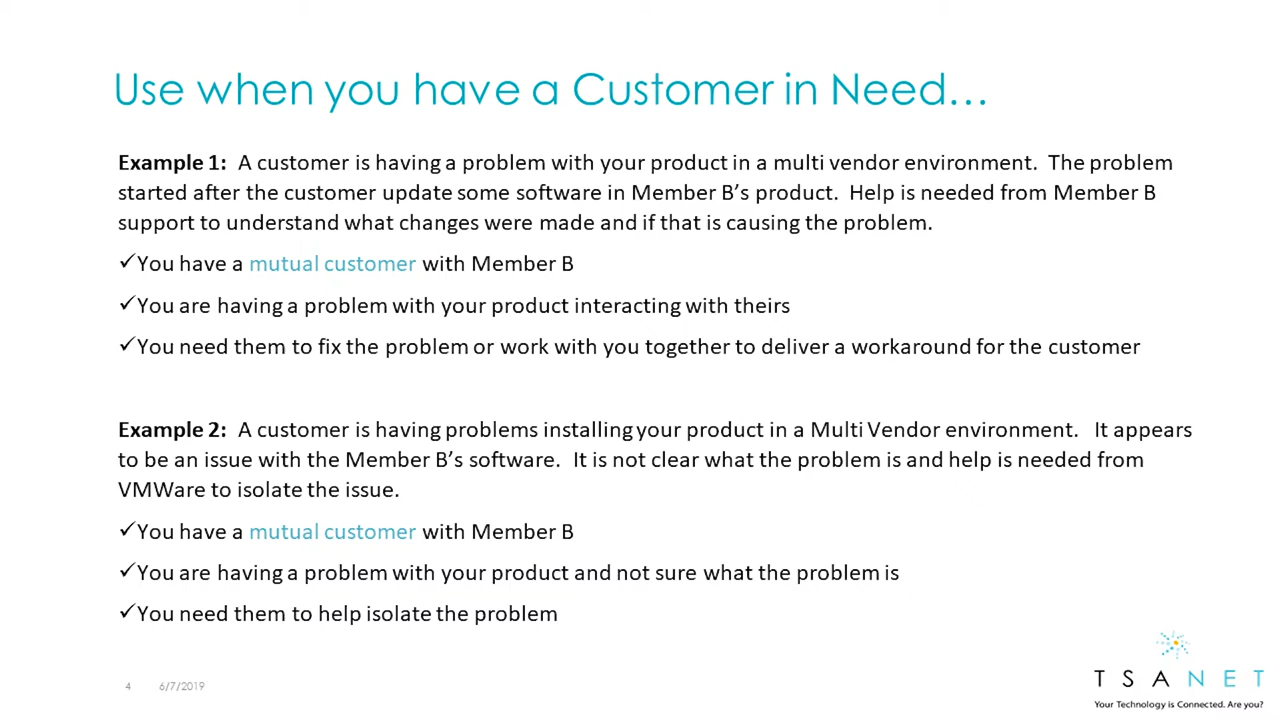 Use when you have a Customer in Need...
Example 1: A customer is having a problem with your product in a multi vendor environment. The problem
started after the customer update some software in Member B's product. Help is needed from Member B
support to understand what changes were made and if that is causing the problem.
✓You have a mutual customer with Member B
✓You are having a problem with your product interacting with theirs
✓You need them to fix the problem or work with you together to deliver a workaround for the customer
Example 2: A customer is having problems installing your product in a Multi Vendor environment. It appears
to be an issue with the Member B's software. It is not clear what the problem is and help is needed from
VMWare to isolate the issue.
✓You have a mutual customer with Member B
✓You are having a problem with your product and not sure what the problem is
✓You need them to help isolate the problem
4 6/7/2019
TSANET
Your Technology is Connected. Are you?